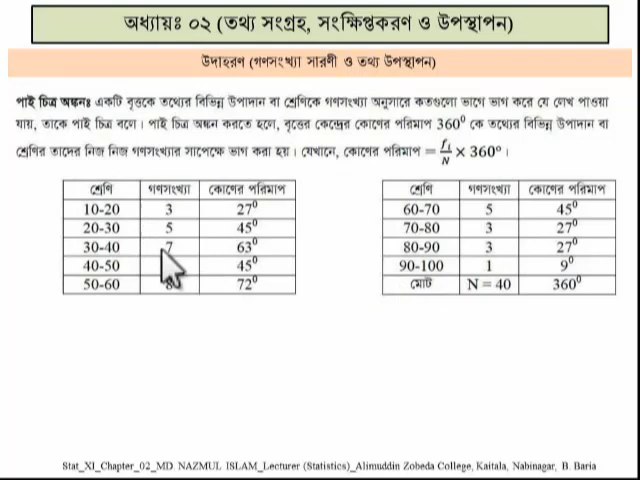 অধ্যায়ঃ ০২ (তথ্য সংগ্রহ, সংক্ষিপ্তকরণ ও উপস্থাপন)
উদাহরণ (গণসংখ্যা সারণী ও তথ্য উপস্থাপন)
পাই চিত্র অঙ্কনঃ একটি বৃত্তকে তথ্যের বিভিন্ন উপাদান বা শ্রেণিকে গণসংখ্যা অনুসারে কতগুলো ভাগে ভাগ করে যে লেখ পাওয়া
যায়, তাকে পাই চিত্র বলে। পাই চিত্র অঙ্কন করতে হলে, বৃত্তের কেন্দ্রের কোণের পরিমাপ 360⁰ কে তথ্যের বিভিন্ন উপাদান বা
শ্রেণির তাদের নিজ নিজ গণসংখ্যার সাপেক্ষে ভাগ করা হয়। যেখানে, কোণের পরিমাপ = fᵢ/N × 360°।
শ্রেণি গণসংখ্যা কোণের পরিমাপ
10-20 3 27⁰
20-30 5 45⁰
30-40 7 63⁰
40-50 45⁰
50-60 8 72⁰
শ্রেণি গণসংখ্যা কোণের পরিমাপ
60-70 5 45⁰
70-80 3 27⁰
80-90 3 27⁰
90-100 1 9⁰
মোট N = 40 360⁰
Stat_XI_Chapter_02_MD. NAZMUL ISLAM_Lecturer (Statistics)_Alimuddin Zobeda College, Kaitala, Nabinagar, B. Baria